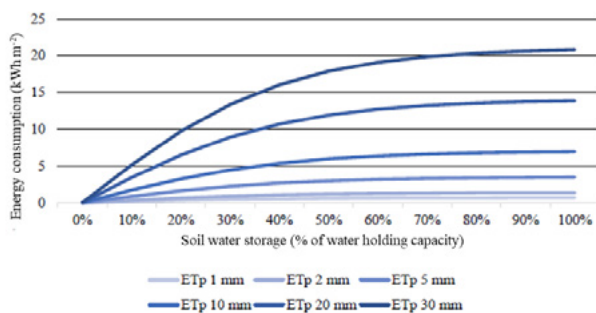 Energy consumption (kWh m-2)
25
20
15
10
5
0
0% 10% 20% 30% 40% 50% 60% 70% 80% 90% 100%
Soil water storage (% of water holding capacity)
ETp 1 mm ETp 2 mm ETp 5 mm
ETp 10 mm ETp 20 mm ETp 30 mm